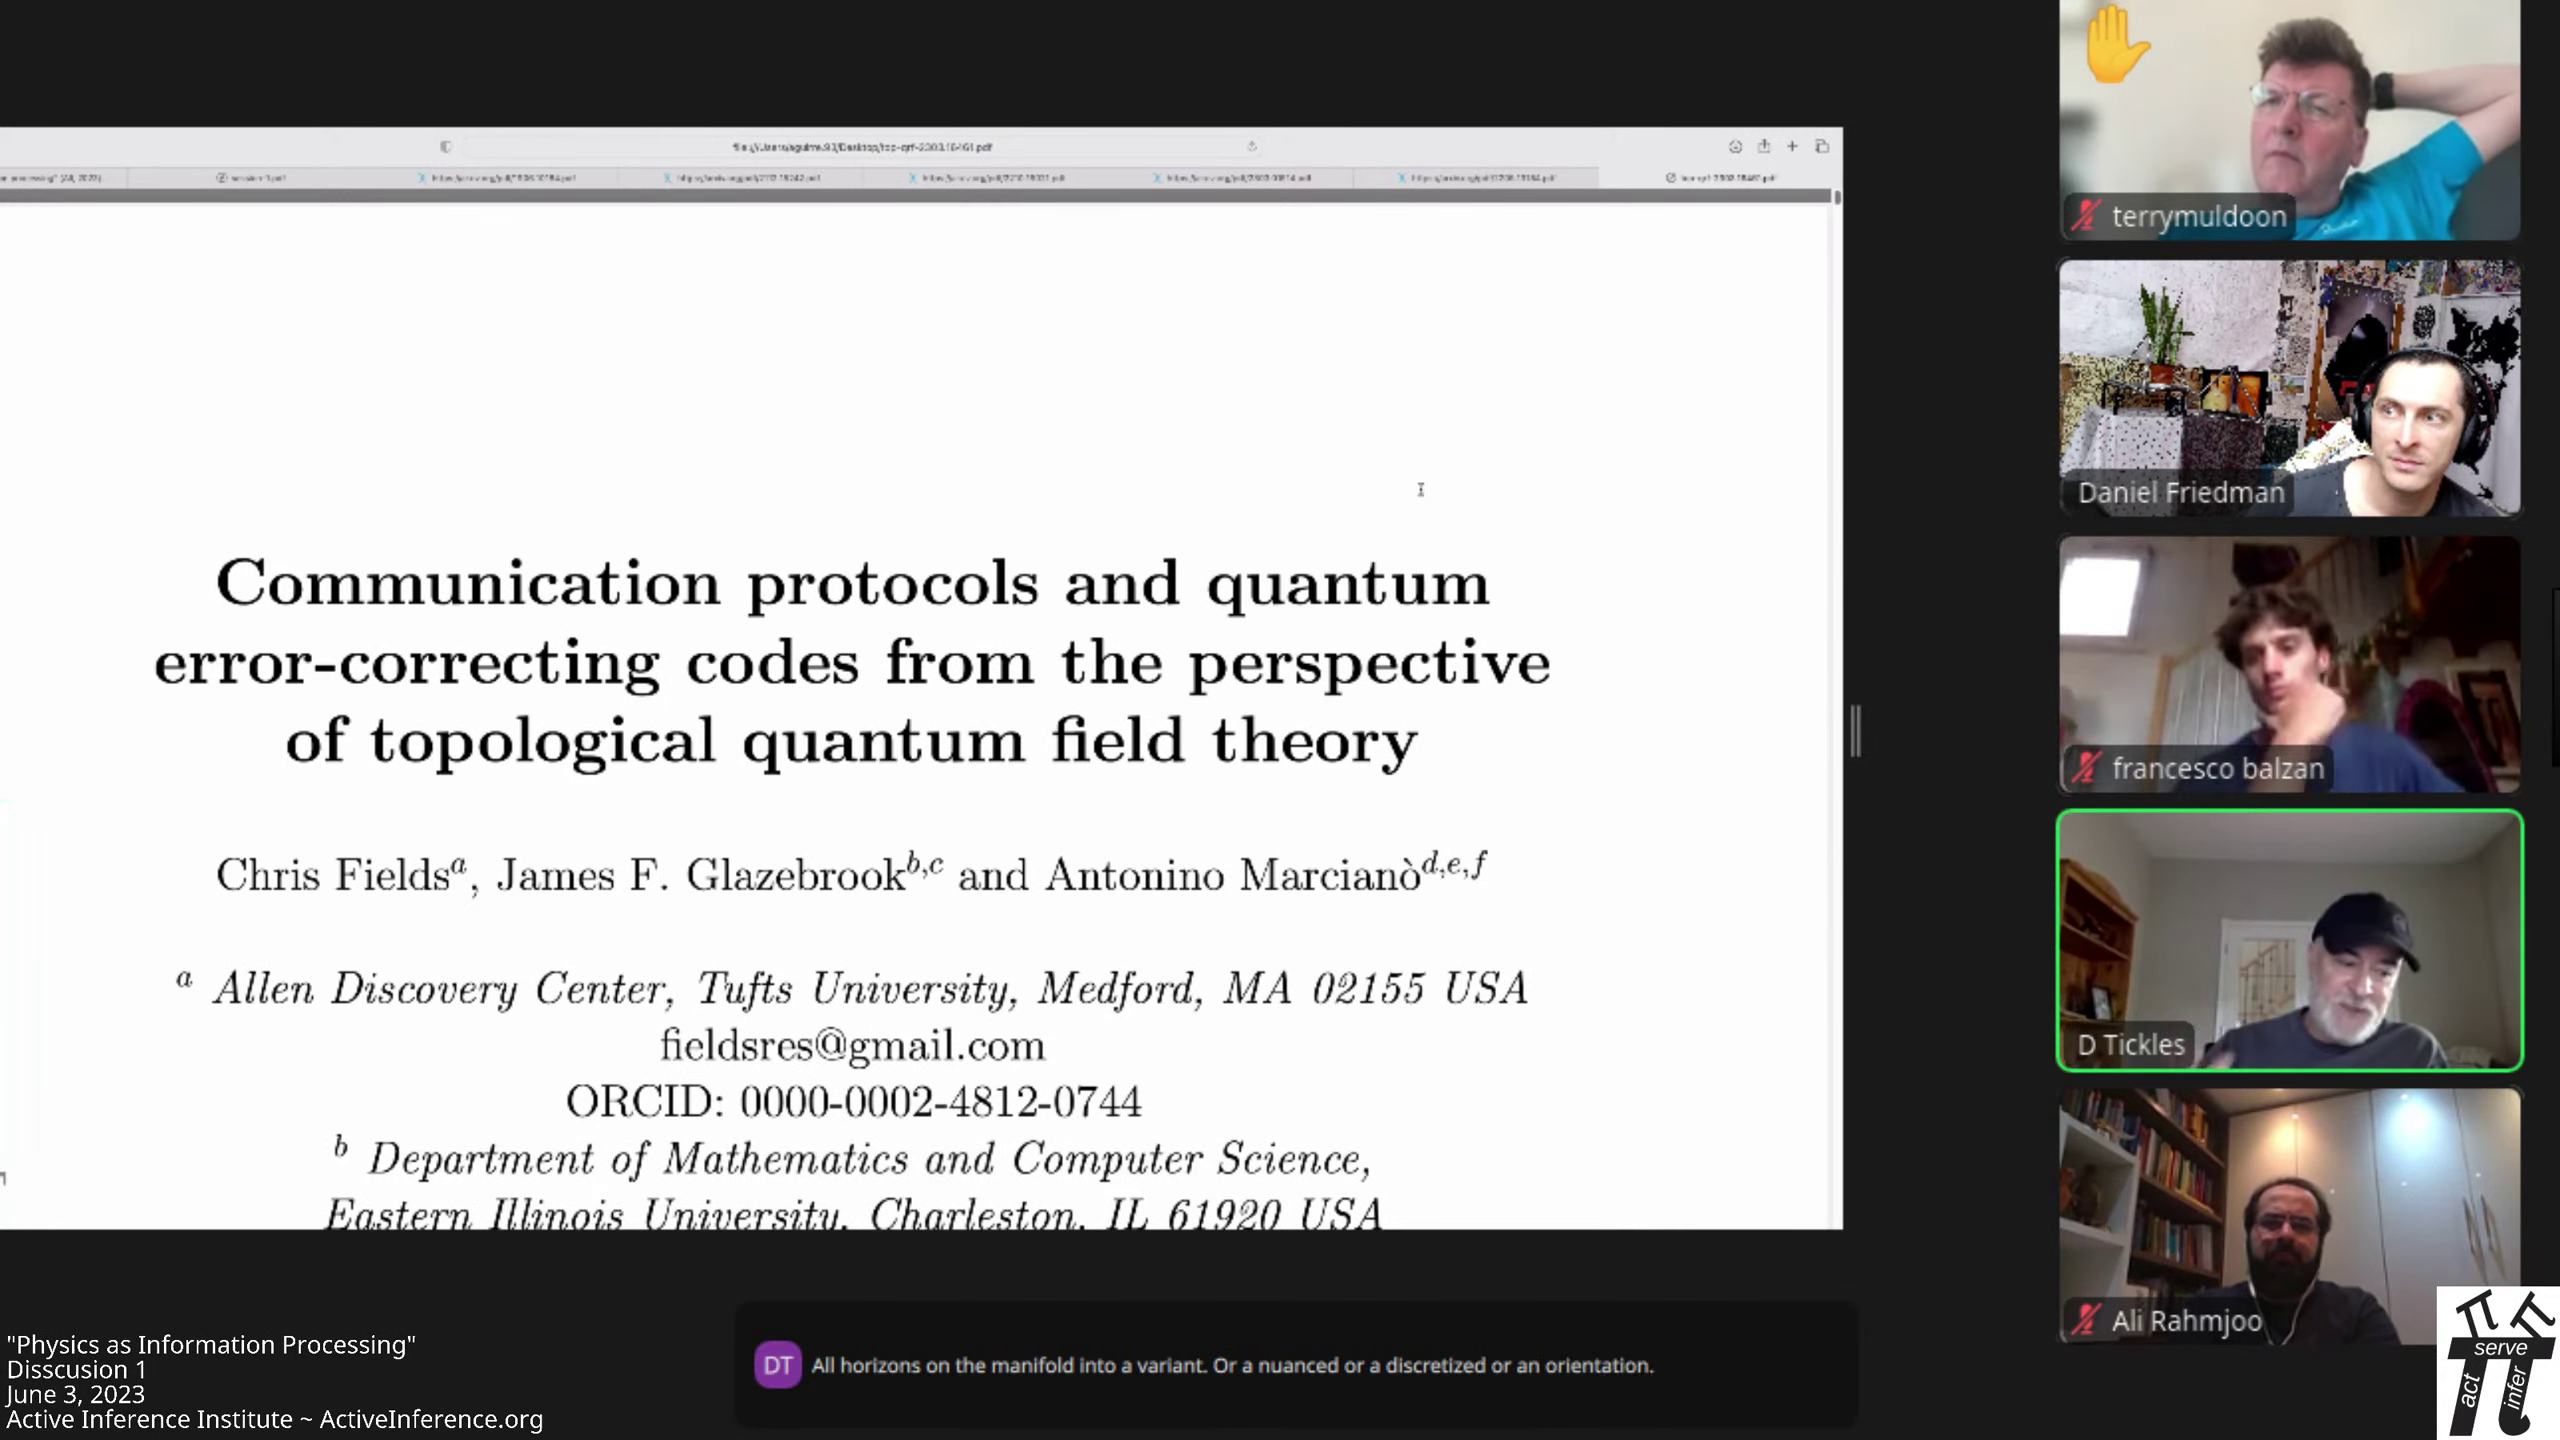 terrymuldoon
Daniel Friedman
francesco balzan
D Tickles
Ali Rahmjoo
Communication protocols and quantum
error-correcting codes from the perspective
of topological quantum field theory
Chris Fieldsᵃ, James F. Glazebrookᵇ,ᶜ and Antonino Marcianòᵈ,ᵉ,ᶠ
ᵃ Allen Discovery Center, Tufts University, Medford, MA 02155 USA
fieldsres@gmail.com
ORCID: 0000-0002-4812-0744
ᵇ Department of Mathematics and Computer Science,
Eastern Illinois University, Charleston, IL 61920 USA
DT All horizons on the manifold into a variant. Or a nuanced or a discretized or an orientation.
"Physics as Information Processing"
Disscusion 1
June 3, 2023
Active Inference Institute ~ ActiveInference.org
serve
act
infer